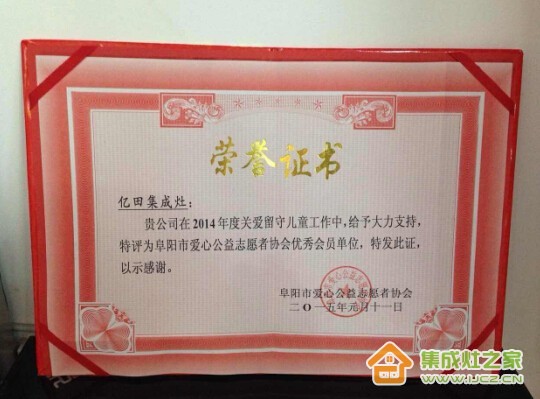 荣誉证书
亿田集成灶：
贵公司在2014年度关爱留守儿童工作中，给予大力支持，
特评为阜阳市爱心公益志愿者协会优秀会员单位，特发此证，
以示感谢。
阜阳市爱心公益志愿者协会
二O一五年元月十一日
集成灶之家
WWW.IJCZ.CN